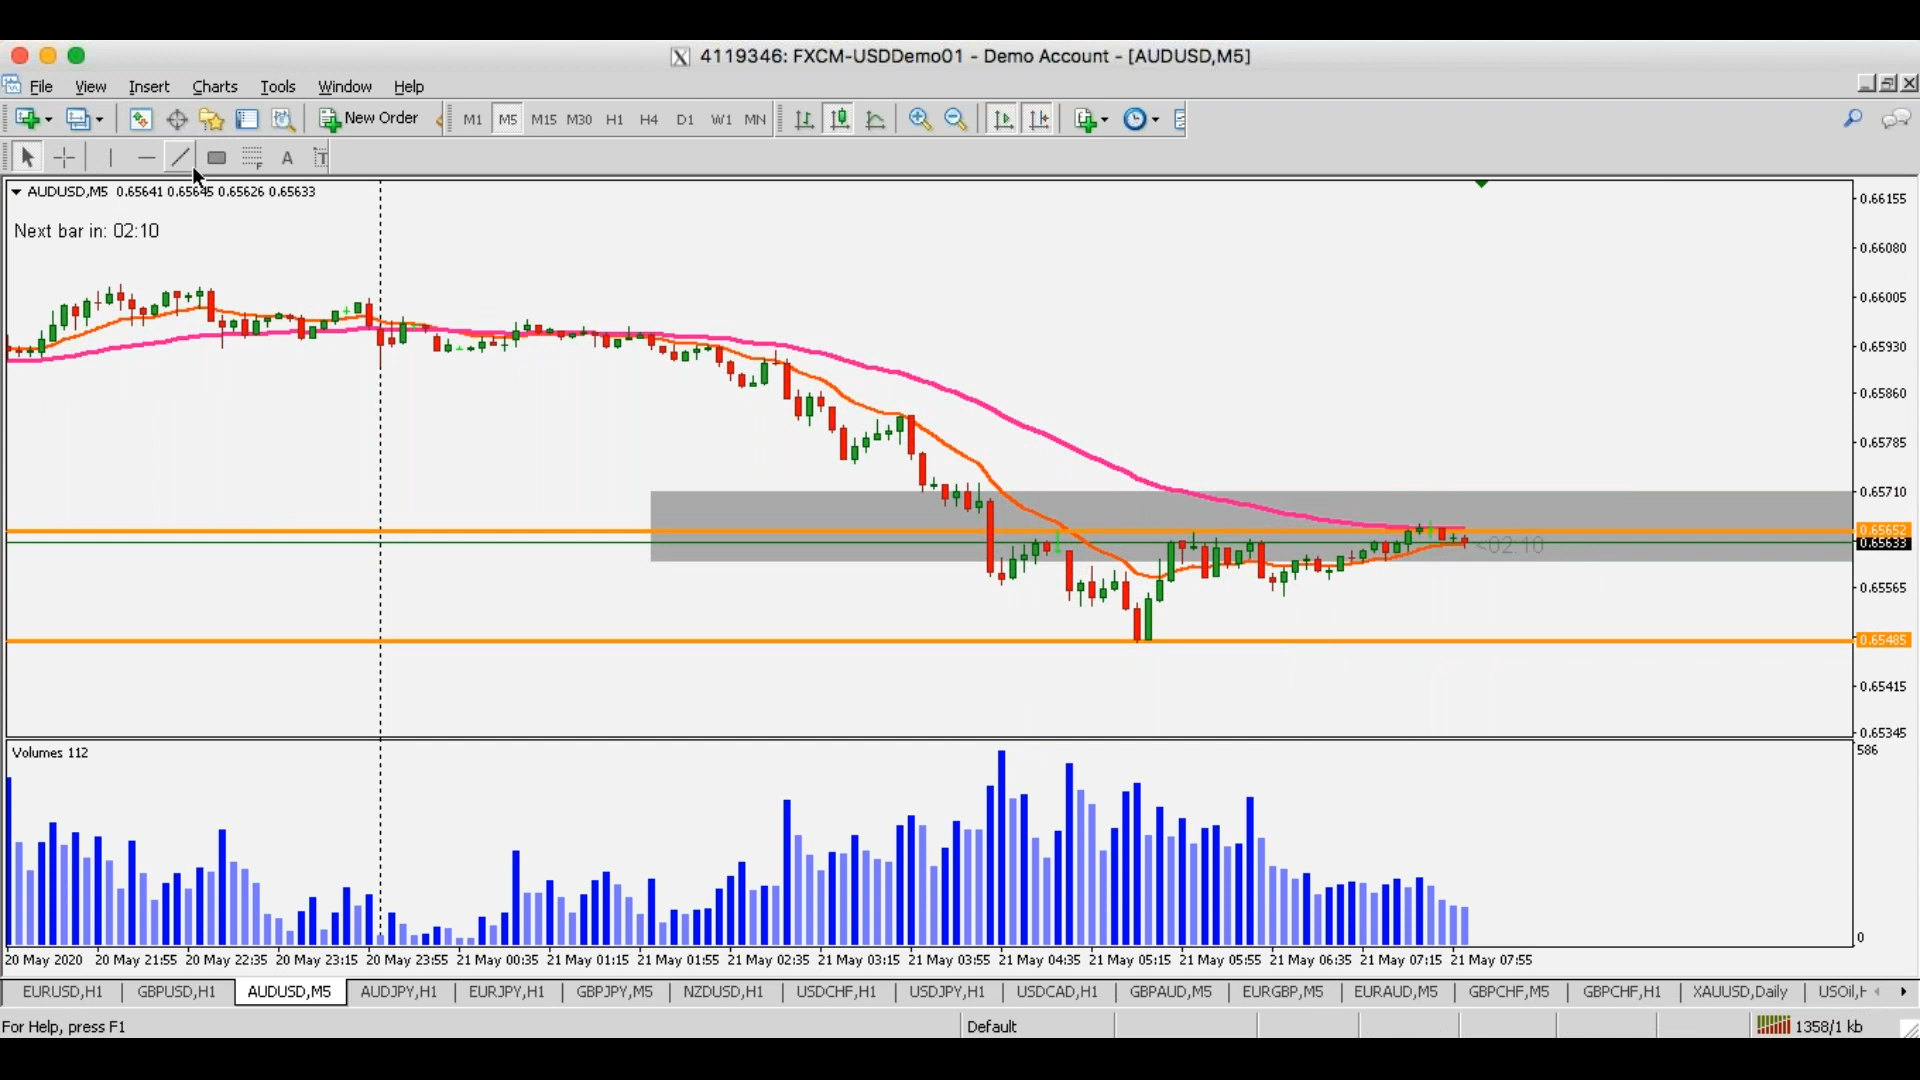 4119346: FXCM-USDDemo01 - Demo Account - [AUDUSD,M5]
File View Insert Charts Tools Window Help
New Order M1 M5 M15 M30 H1 H4 D1 W1 MN
A T
AUDUSD,M5 0.65641 0.65645 0.65626 0.65633
Next bar in: 02:10
0.66155
0.66080
0.66005
0.65930
0.65860
0.65785
0.65710
0.65652
0.65633
<02:10
0.65565
0.65485
0.65415
0.65345
Volumes 112
586
0
20 May 2020 20 May 21:55 20 May 22:35 20 May 23:15 20 May 23:55 21 May 00:35 21 May 01:15 21 May 01:55 21 May 02:35 21 May 03:15 21 May 03:55 21 May 04:35 21 May 05:15 21 May 05:55 21 May 06:35 21 May 07:15 21 May 07:55
EURUSD,H1 GBPUSD,H1 AUDUSD,M5 AUDJPY,H1 EURJPY,H1 GBPJPY,M5 NZDUSD,H1 USDCHF,H1 USDJPY,H1 USDCAD,H1 GBPAUD,M5 EURGBP,M5 EURAUD,M5 GBPCHF,M5 GBPCHF,H1 XAUUSD,Daily USOil,H
For Help, press F1 Default 1358/1 kb